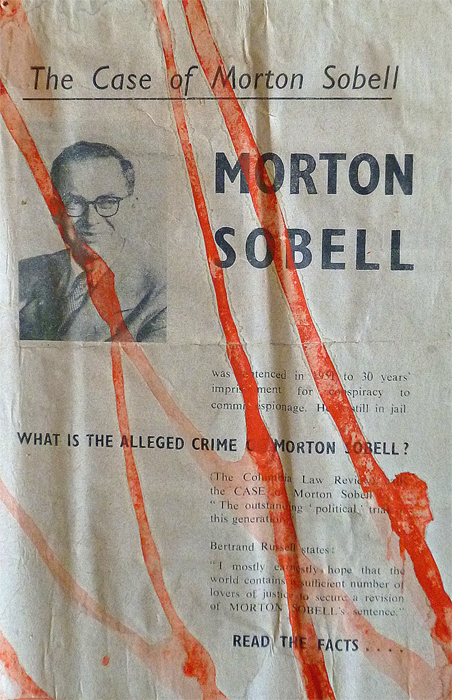 The Case of Morton Sobell
MORTON
SOBELL
was sentenced in 1951 to 30 years'
imprisonment for conspiracy to
commit espionage. He is still in jail
WHAT IS THE ALLEGED CRIME OF MORTON SOBELL?
(The Columbia Law Review
the CASE of Morton Sobell
"The outstanding 'political' trial
this generation
Bertrand Russell states:
"I mostly earnestly hope that the
world contains a sufficient number of
lovers of justice to secure a revision
of MORTON SOBELL's sentence."
READ THE FACTS . . . .